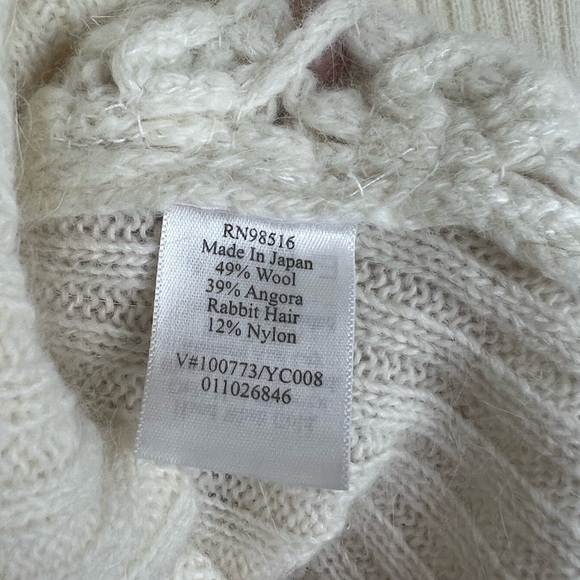 RN98516
Made In Japan
49% Wool
39% Angora
Rabbit Hair
12% Nylon
V#100773/YC008
011026846